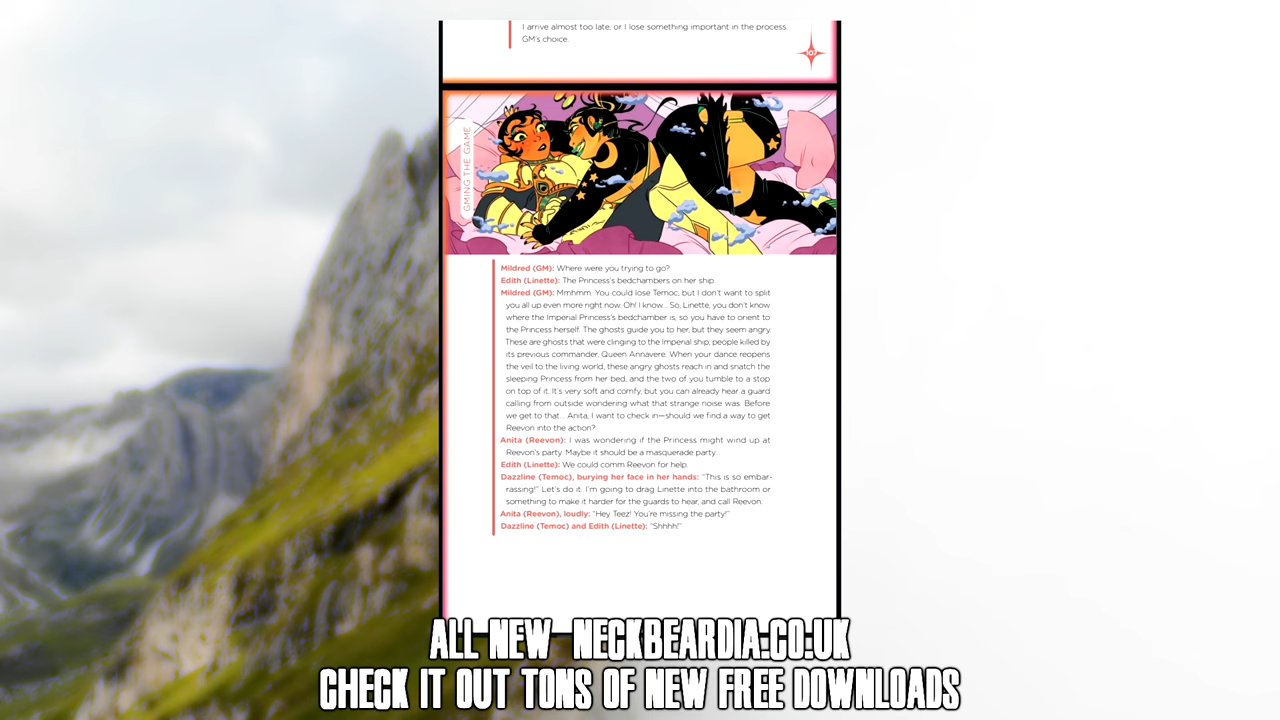 I arrive almost too late, or I lose something important in the process.
GM's choice.
107
GMING THE GAME
Mildred (GM): Where were you trying to go?
Edith (Linette): The Princess's bedchambers on her ship.
Mildred (GM): Mmhmm. You could lose Temoc, but I don't want to split
you all up even more right now. Oh! I know... So, Linette, you don't know
where the Imperial Princess's bedchamber is, so you have to orient to
the Princess herself. The ghosts guide you to her, but they seem angry.
These are ghosts that were clinging to the Imperial ship, people killed by
its previous commander, Queen Annavere. When your dance reopens
the veil to the living world, these angry ghosts reach in and snatch the
sleeping Princess from her bed, and the two of you tumble to a stop
on top of it. It's very soft and comfy, but you can already hear a guard
calling from outside wondering what that strange noise was. Before
we get to that... Anita, I want to check in—should we find a way to get
Reevon into the action?
Anita (Reevon): I was wondering if the Princess might wind up at
Reevon's party. Maybe it should be a masquerade party...
Edith (Linette): We could comm Reevon for help.
Dazzline (Temoc), burying her face in her hands: "This is so embar-
rassing!" Let's do it. I'm going to drag Linette into the bathroom or
something to make it harder for the guards to hear, and call Reevon.
Anita (Reevon), loudly: "Hey Teez! You're missing the party!"
Dazzline (Temoc) and Edith (Linette): "Shhhh!"
ALL NEW NECKBEARDIA.CO.UK
CHECK IT OUT TONS OF NEW FREE DOWNLOADS